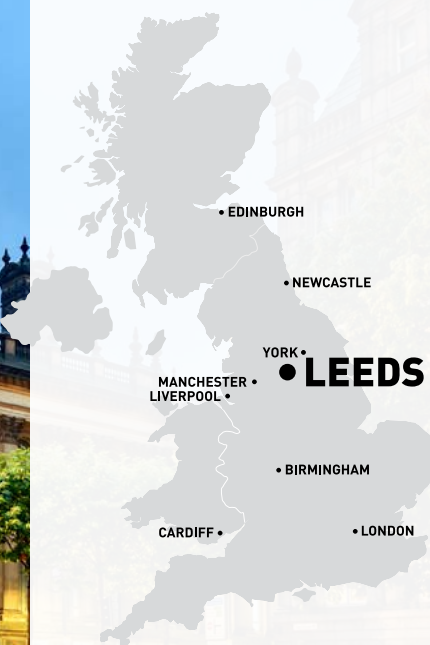 EDINBURGH
NEWCASTLE
YORK
LEEDS
MANCHESTER
LIVERPOOL
BIRMINGHAM
CARDIFF
LONDON